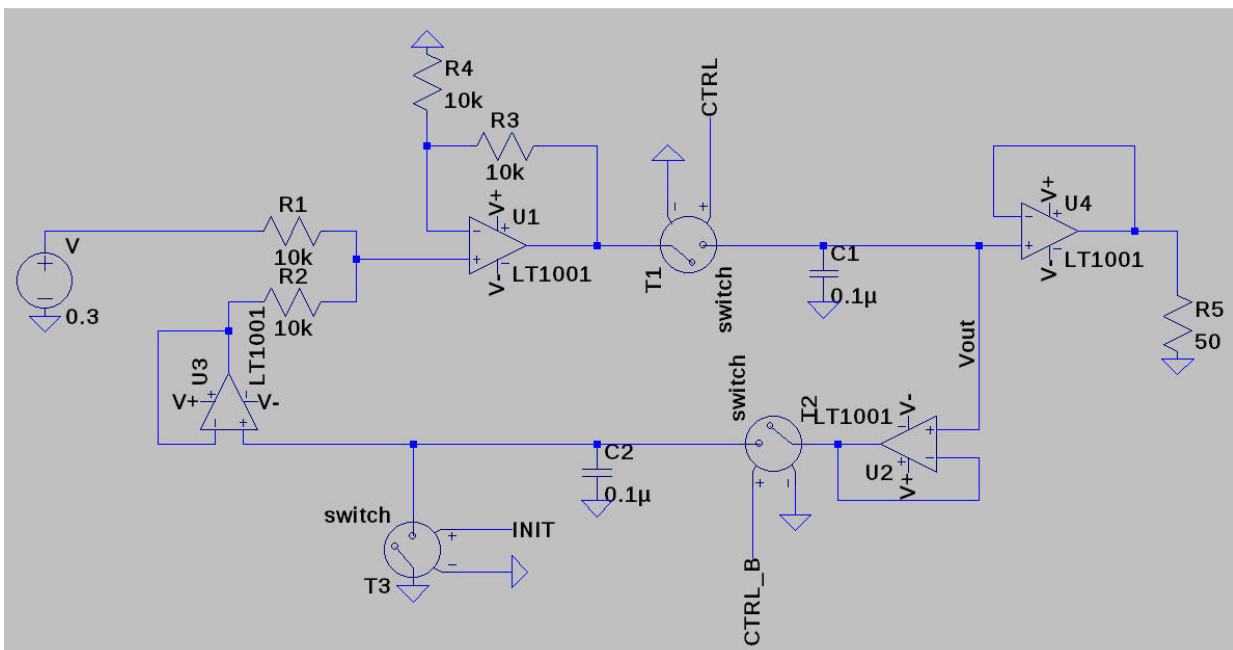 R4
10k
R3
10k
CTRL
V+
U1
V-
LT1001
T1
switch
C1
0.1µ
V+
U4
V-
LT1001
R5
50
V
0.3
R1
10k
R2
10k
U3
LT1001
V+
V-
Vout
switch
T2
LT1001
V-
U2
V+
C2
0.1µ
switch
INIT
T3
CTRL_B